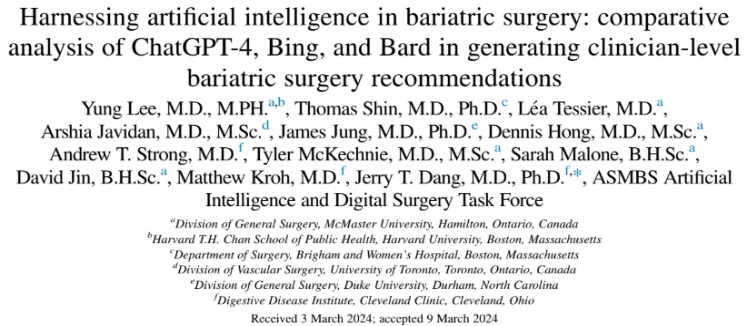 Harnessing artificial intelligence in bariatric surgery: comparative
analysis of ChatGPT-4, Bing, and Bard in generating clinician-level
bariatric surgery recommendations
Yung Lee, M.D., M.PH.a,b, Thomas Shin, M.D., Ph.D.c, Léa Tessier, M.D.a,
Arshia Javidan, M.D., M.Sc.d, James Jung, M.D., Ph.D.e, Dennis Hong, M.D., M.Sc.a,
Andrew T. Strong, M.D.f, Tyler McKechnie, M.D., M.Sc.a, Sarah Malone, B.H.Sc.a,
David Jin, B.H.Sc.a, Matthew Kroh, M.D.f, Jerry T. Dang, M.D., Ph.D.f,*, ASMBS Artificial
Intelligence and Digital Surgery Task Force
aDivision of General Surgery, McMaster University, Hamilton, Ontario, Canada
bHarvard T.H. Chan School of Public Health, Harvard University, Boston, Massachusetts
cDepartment of Surgery, Brigham and Women's Hospital, Boston, Massachusetts
dDivision of Vascular Surgery, University of Toronto, Toronto, Ontario, Canada
eDivision of General Surgery, Duke University, Durham, North Carolina
fDigestive Disease Institute, Cleveland Clinic, Cleveland, Ohio
Received 3 March 2024; accepted 9 March 2024